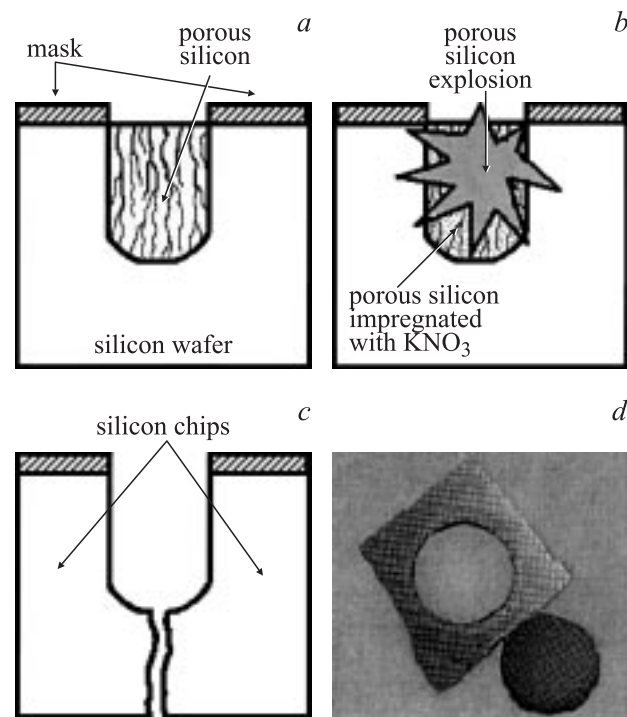 a
mask
porous
silicon
b
porous
silicon
explosion
silicon wafer
porous silicon
impregnated
with KNO₃
c
silicon chips
d